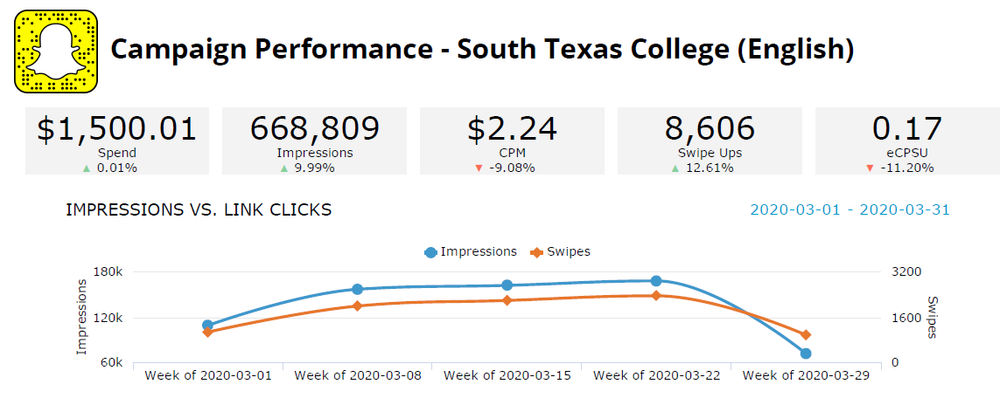 Campaign Performance - South Texas College (English)
$1,500.01
Spend
▲ 0.01%
668,809
Impressions
▲ 9.99%
$2.24
CPM
▼ -9.08%
8,606
Swipe Ups
▲ 12.61%
0.17
eCPSU
▼ -11.20%
IMPRESSIONS VS. LINK CLICKS
2020-03-01 - 2020-03-31
Impressions Swipes
180k
120k
60k
Impressions
3200
1600
0
Swipes
Week of 2020-03-01
Week of 2020-03-08
Week of 2020-03-15
Week of 2020-03-22
Week of 2020-03-29